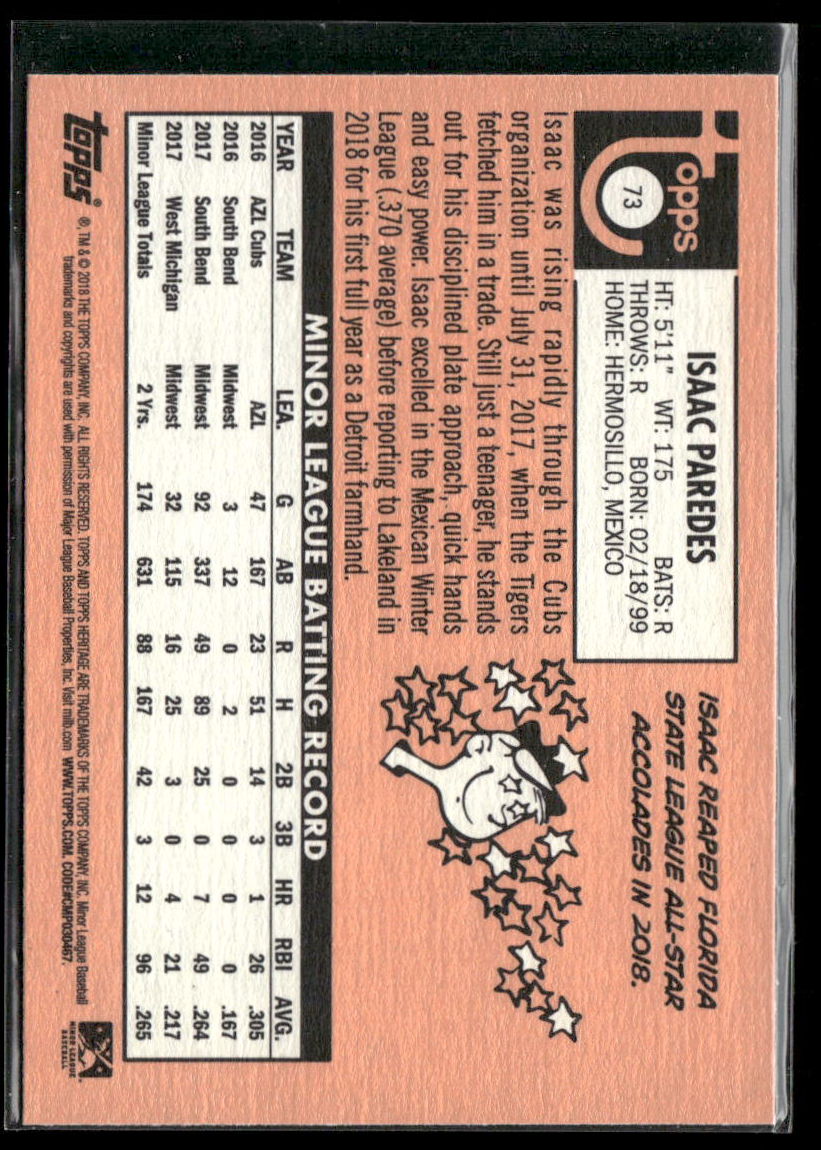 topps
73
ISAAC PAREDES
HT: 5'11" WT: 175 BATS: R
THROWS: R BORN: 02/18/99
HOME: HERMOSILLO, MEXICO
Isaac was rising rapidly through the Cubs
organization until July 31, 2017, when the Tigers
fetched him in a trade. Still just a teenager, he stands
out for his disciplined plate approach, quick hands
and easy power. Isaac excelled in the Mexican Winter
League (.370 average) before reporting to Lakeland in
2018 for his first full year as a Detroit farmhand.
ISAAC REAPED FLORIDA
STATE LEAGUE ALL-STAR
ACCOLADES IN 2018.
MINOR LEAGUE BATTING RECORD
YEAR TEAM LEA. G AB R H 2B 3B HR RBI AVG.
2016 AZL Cubs AZL 47 167 23 51 14 3 1 26 .305
2016 South Bend Midwest 3 12 0 2 0 0 0 0 .167
2017 South Bend Midwest 92 337 49 89 25 0 7 49 .264
2017 West Michigan Midwest 32 115 16 25 3 0 4 21 .217
Minor League Totals 2 Yrs. 174 631 88 167 42 3 12 96 .265
topps
®, TM & © 2018 THE TOPPS COMPANY, INC. ALL RIGHTS RESERVED. TOPPS AND TOPPS HERITAGE ARE TRADEMARKS OF THE TOPPS COMPANY, INC. Minor League Baseball
trademarks and copyrights are used with permission of Major League Baseball Properties, Inc. Visit milb.com WWW.TOPPS.COM. CODE#CMP030467.
MINOR LEAGUE
BASEBALL